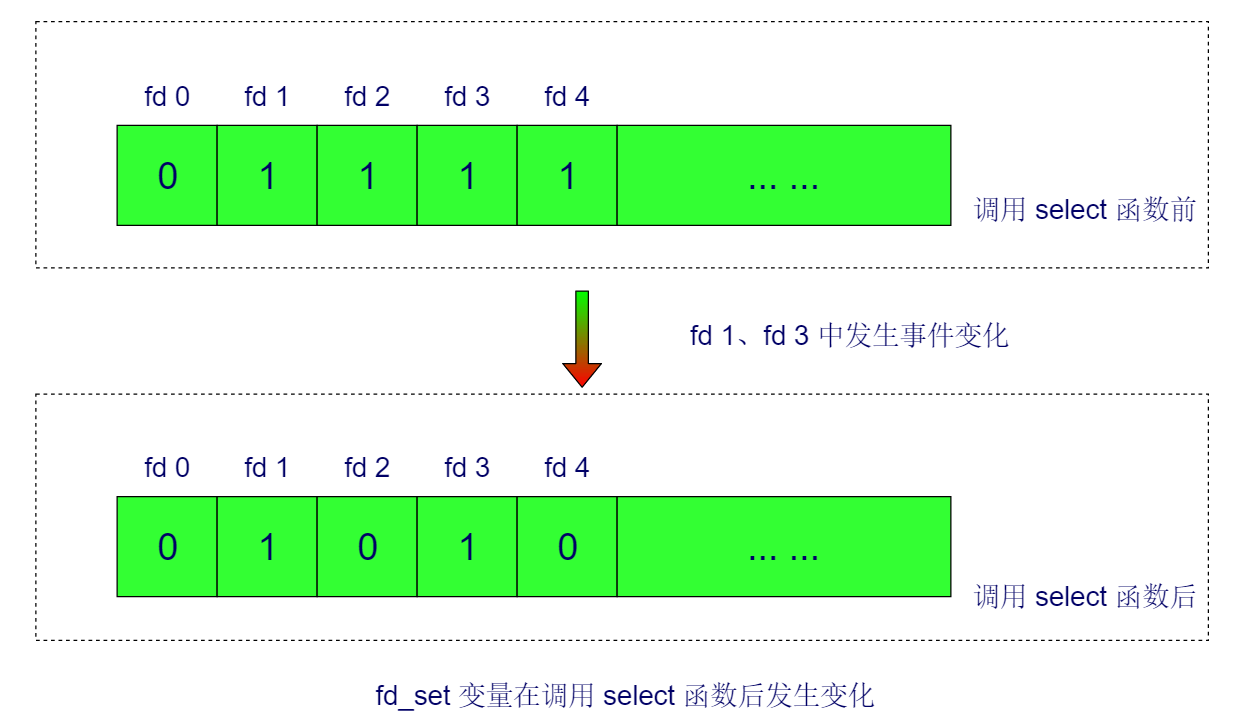 fd 0 fd 1 fd 2 fd 3 fd 4
0 1 1 1 1 ... ...
调用 select 函数前
fd 1、fd 3 中发生事件变化
fd 0 fd 1 fd 2 fd 3 fd 4
0 1 0 1 0 ... ...
调用 select 函数后
fd_set 变量在调用 select 函数后发生变化